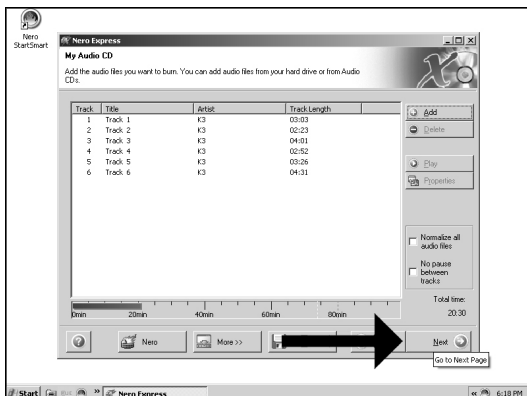 Nero
StartSmart
Nero Express
My Audio CD
Add the audio files you want to burn. You can add audio files from your hard drive or from Audio
CDs.
Track Title Artist Track Length
1 Track 1 K3 03:03
2 Track 2 K3 02:23
3 Track 3 K3 04:01
4 Track 4 K3 02:52
5 Track 5 K3 03:26
6 Track 6 K3 04:31
Add
Delete
Play
Properties
Normalize all
audio files
No pause
between
tracks
Total time:
20:30
0min 20min 40min 60min 80min
Nero
More >>
Next
Go to Next Page
Start
Nero Express
6:18 PM